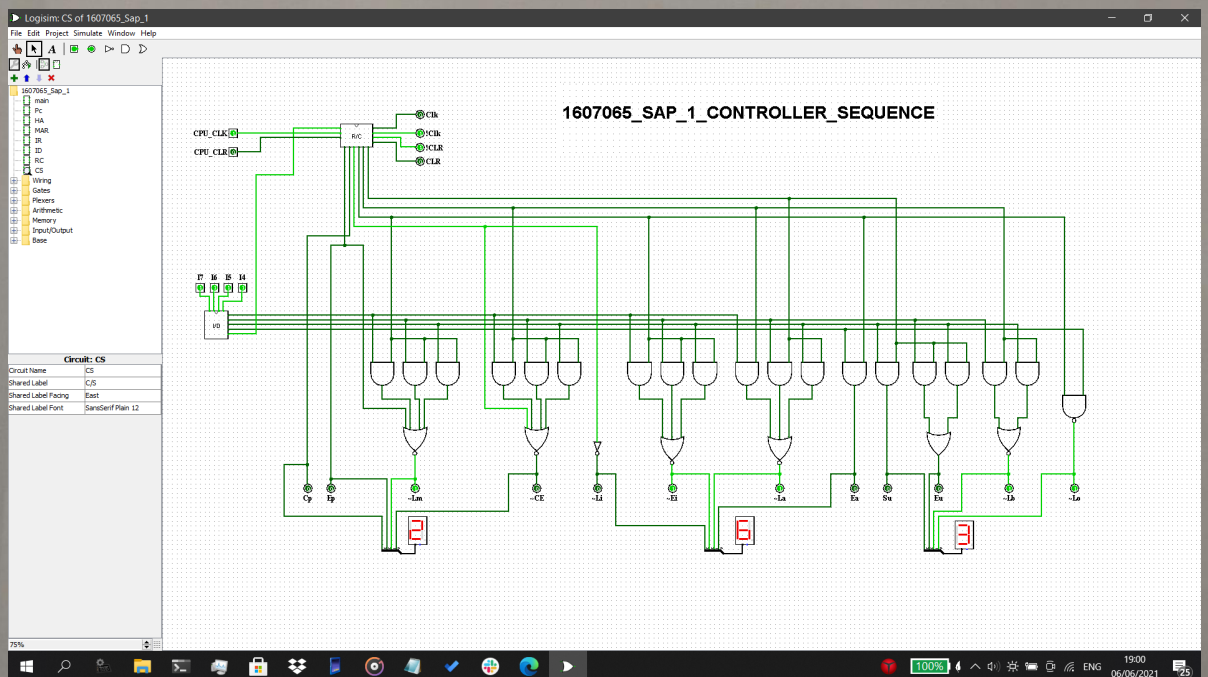 Logisim: CS of 1607065_Sap_1
File Edit Project Simulate Window Help
A
1607065_Sap_1
main
Pc
HA
MAR
IR
ID
RC
CS
Wiring
Gates
Plexers
Arithmetic
Memory
Input/Output
Base
Circuit: CS
Circuit Name CS
Shared Label C/S
Shared Label Facing East
Shared Label Font SansSerif Plain 12
75%
1607065_SAP_1_CONTROLLER_SEQUENCE
CPU_CLK
CPU_CLR
R/C
Clk
!Clk
!CLR
CLR
I7 I6 I5 I4
I/D
Cp Ep ~Lm ~CE ~Li ~Ei ~La Ea Su Eu ~Lb ~Lo
2 6 3
100%
ENG
19:00
06/06/2021
25